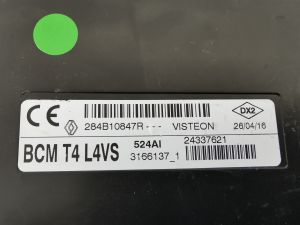 CE 284B10847R--- VISTEON DX2 26/04/16
BCM T4 L4VS 524AI 24337621
3166137_1